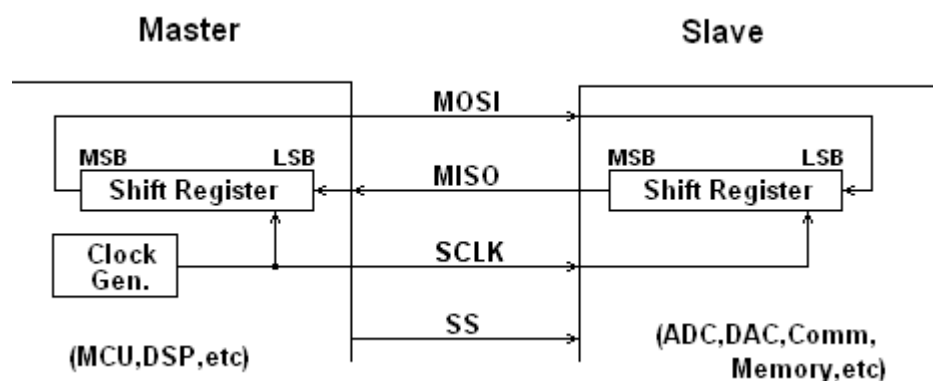 Master
Slave
MOSI
MSB
LSB
Shift Register
MISO
MSB
LSB
Shift Register
Clock
Gen.
SCLK
SS
(MCU,DSP,etc)
(ADC,DAC,Comm,
Memory,etc)